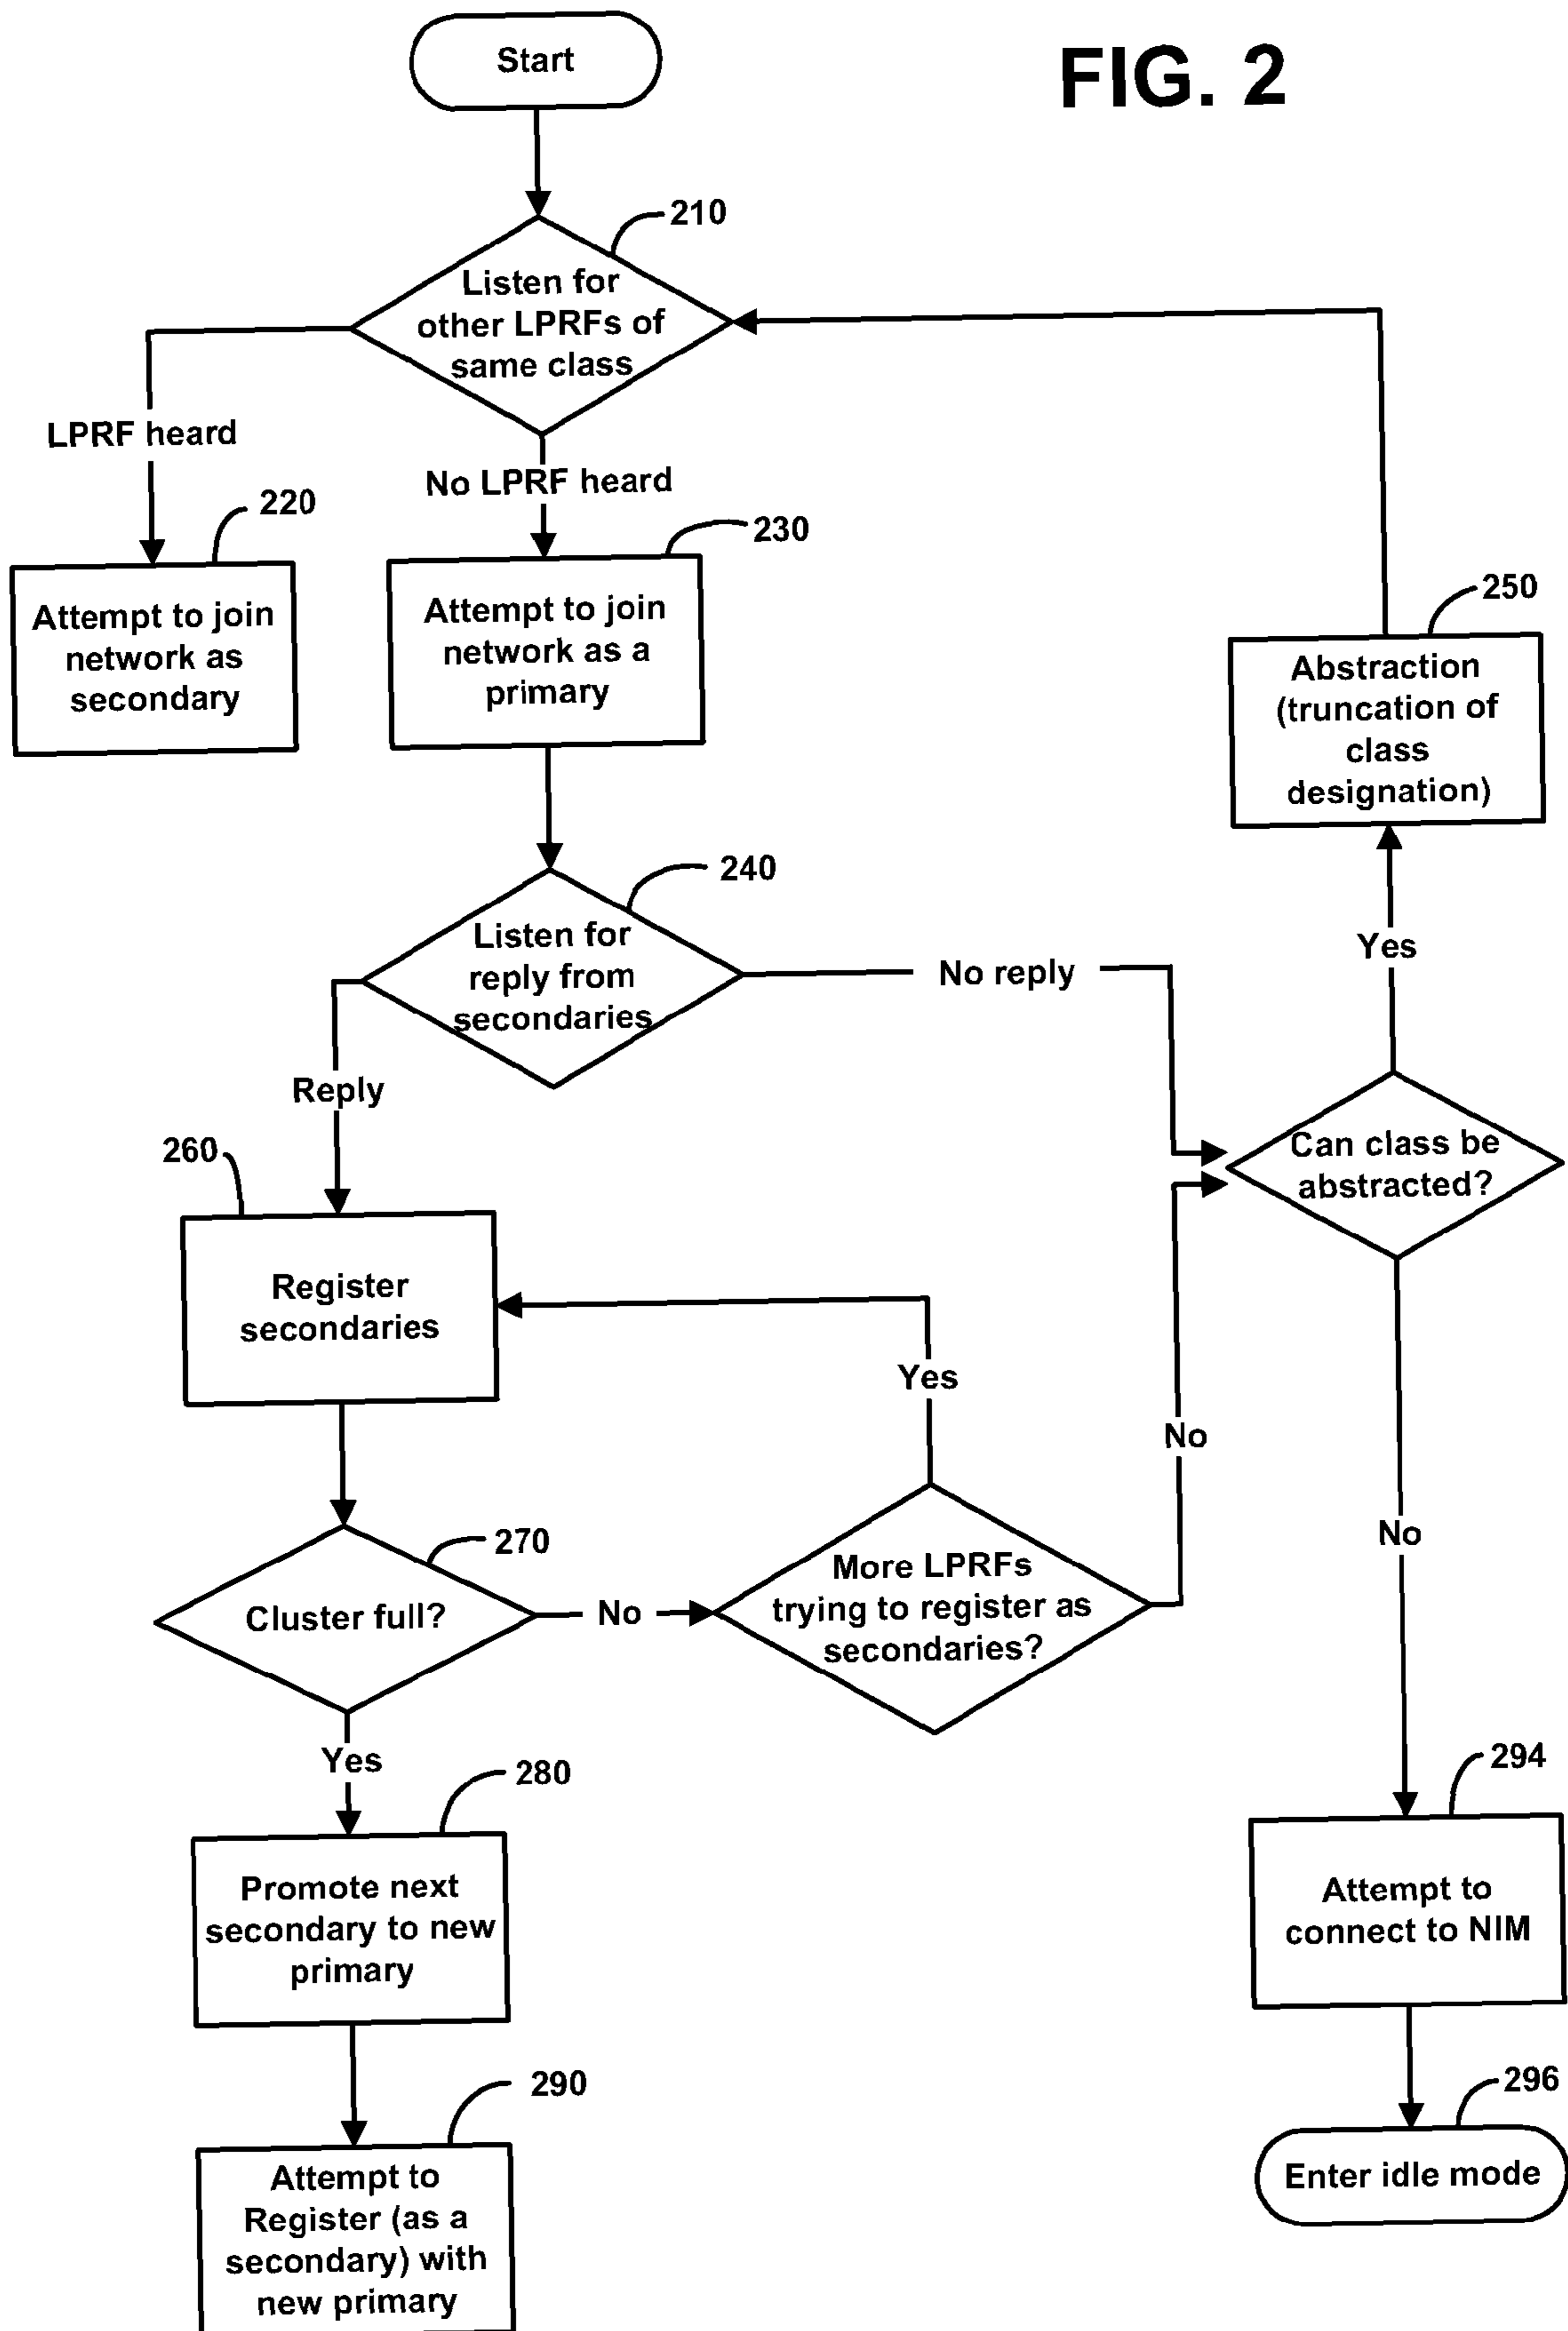 Start
FIG. 2
210
Listen for
other LPRFs of
same class
LPRF heard
No LPRF heard
220
230
Attempt to join
network as
secondary
Attempt to join
network as a
primary
250
Abstraction
(truncation of
class
designation)
240
Listen for
reply from
secondaries
No reply
Yes
Reply
260
Can class be
abstracted?
Register
secondaries
Yes
No
No
270
Cluster full?
No
More LPRFs
trying to register as
secondaries?
Yes
280
294
Promote next
secondary to new
primary
Attempt to
connect to NIM
290
296
Attempt to
Register (as a
secondary) with
new primary
Enter idle mode